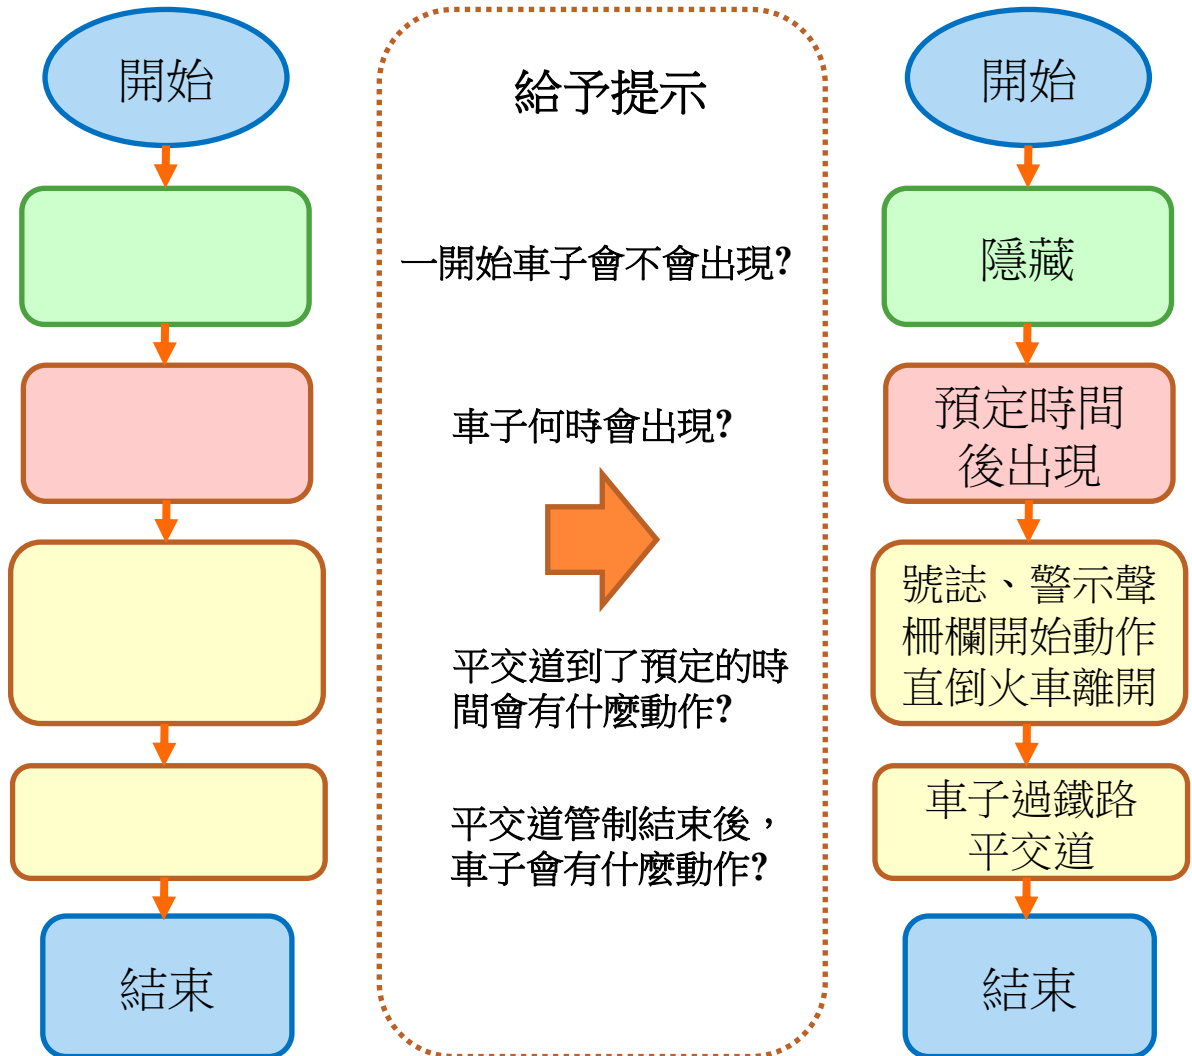 開始
結束
給予提示
一開始車子會不會出現?
車子何時會出現?
平交道到了預定的時
間會有什麼動作?
平交道管制結束後，
車子會有什麼動作?
開始
隱藏
預定時間
後出現
號誌、警示聲
柵欄開始動作
直倒火車離開
車子過鐵路
平交道
結束